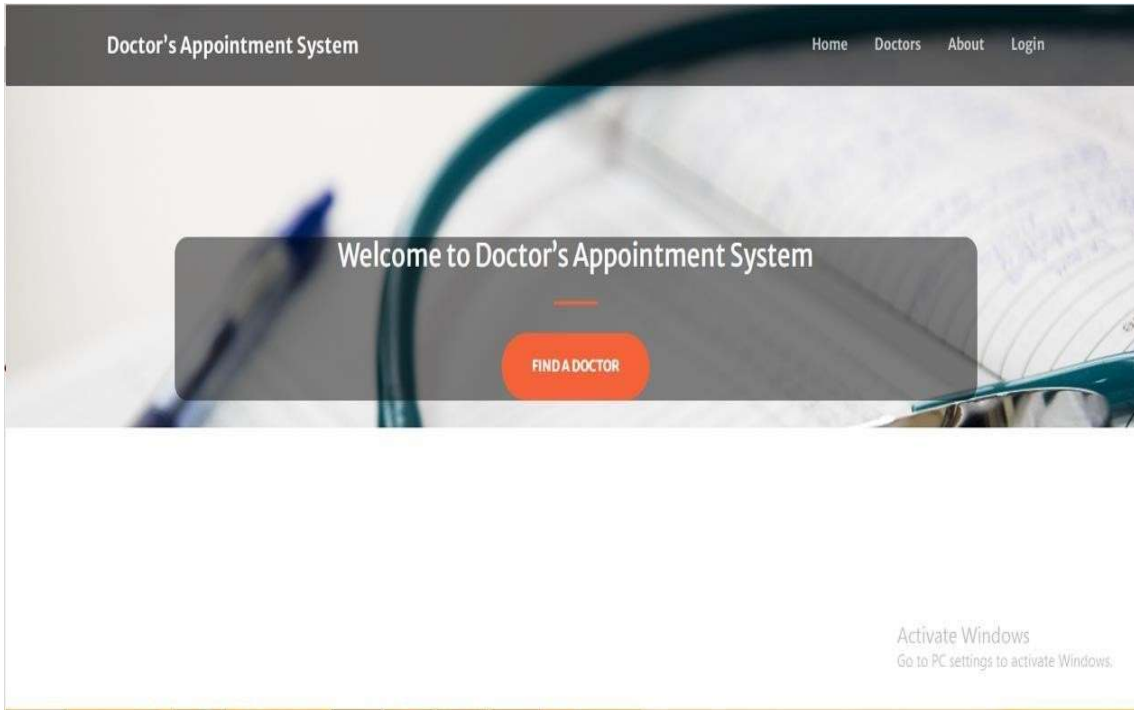 Doctor's Appointment System
Home Doctors About Login
Welcome to Doctor's Appointment System
FIND A DOCTOR
Activate Windows
Go to PC settings to activate Windows.